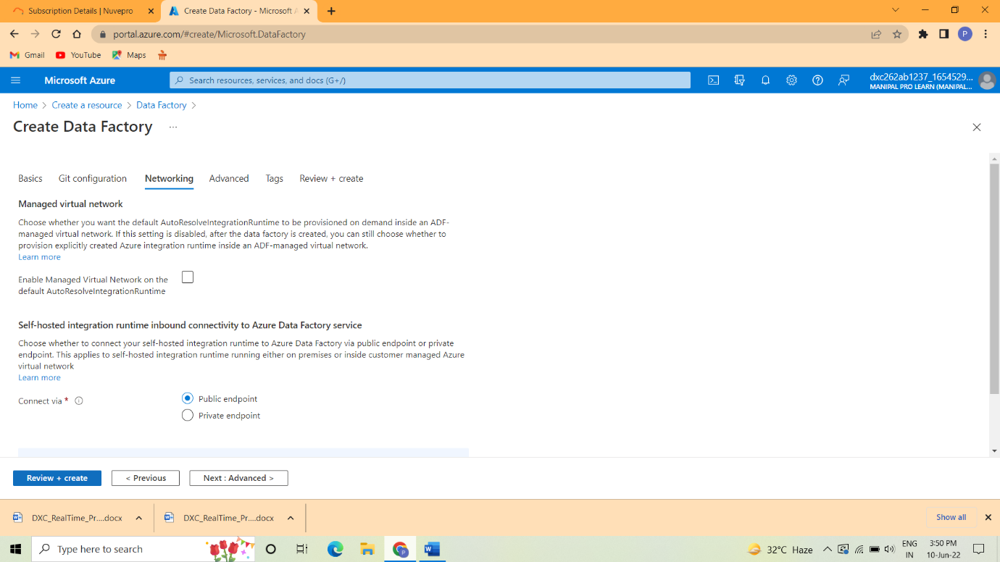 Subscription Details | Nuvepro
Create Data Factory - Microsoft A
portal.azure.com/#create/Microsoft.DataFactory
P
Gmail
YouTube
Maps
Microsoft Azure
Search resources, services, and docs (G+/)
dxc262ab1237_1654529...
MANIPAL PRO LEARN (MANIPAL...
Home > Create a resource > Data Factory >
Create Data Factory ...
Basics Git configuration Networking Advanced Tags Review + create
Managed virtual network
Choose whether you want the default AutoResolveIntegrationRuntime to be provisioned on demand inside an ADF-
managed virtual network. If this setting is disabled, after the data factory is created, you can still choose whether to
provision explicitly created Azure integration runtime inside an ADF-managed virtual network.
Learn more
Enable Managed Virtual Network on the
default AutoResolveIntegrationRuntime
Self-hosted integration runtime inbound connectivity to Azure Data Factory service
Choose whether to connect your self-hosted integration runtime to Azure Data Factory via public endpoint or private
endpoint. This applies to self-hosted integration runtime running either on premises or inside customer managed Azure
virtual network
Learn more
Connect via *
Public endpoint
Private endpoint
Review + create
< Previous
Next : Advanced >
DXC_RealTime_Pr....docx
DXC_RealTime_Pr....docx
Show all
Type here to search
32°C Haze
ENG
IN
3:50 PM
10-Jun-22